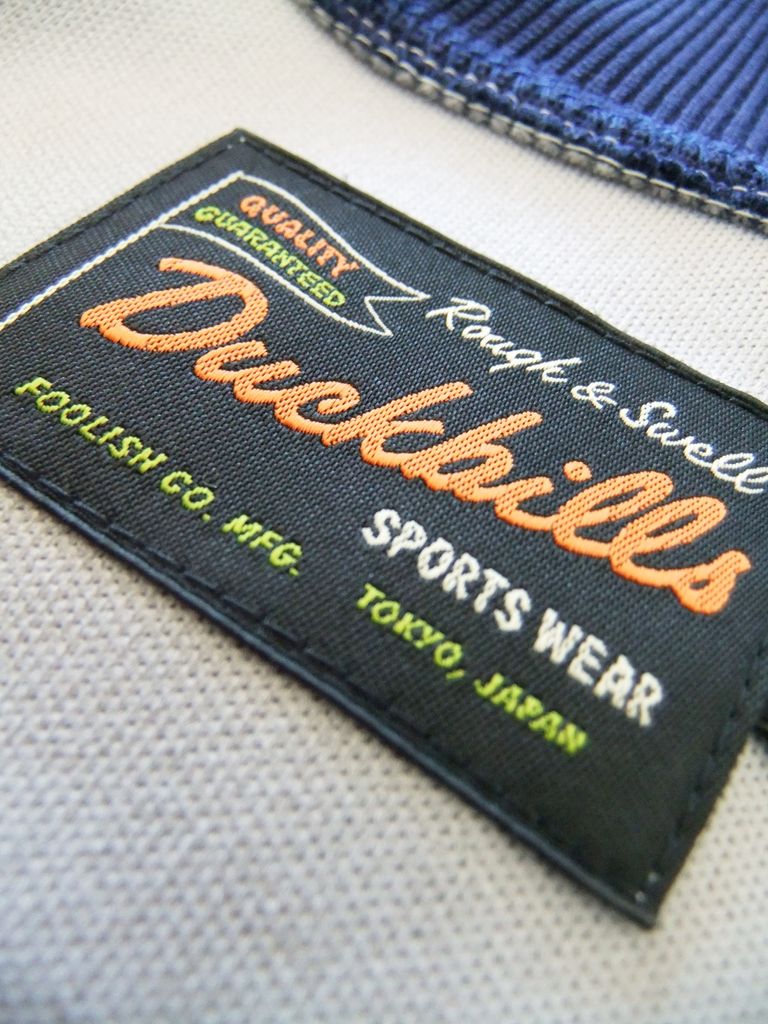 QUALITY
GUARANTEED
Rough & Swell
Duckbills
SPORTS WEAR
FOOLISH CO. MFG. TOKYO, JAPAN